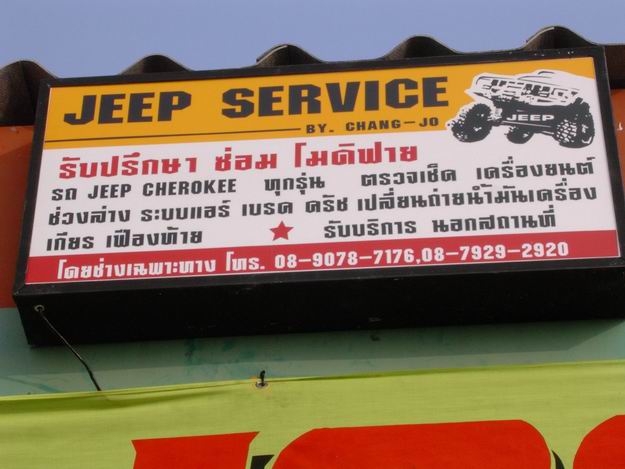 JEEP SERVICE
BY. CHANG-JO
JEEP
รับปรึกษา ซ่อม โมดิฟาย
รถ JEEP CHEROKEE ทุกรุ่น ตรวจเช็ค เครื่องยนต์
ช่วงล่าง ระบบแอร์ เบรค ครัช เปลี่ยนถ่ายน้ำมันเครื่อง
เกียร เฟืองท้าย รับบริการ นอกสถานที่
โดยช่างเฉพาะทาง โทร. 08-9078-7176,08-7929-2920